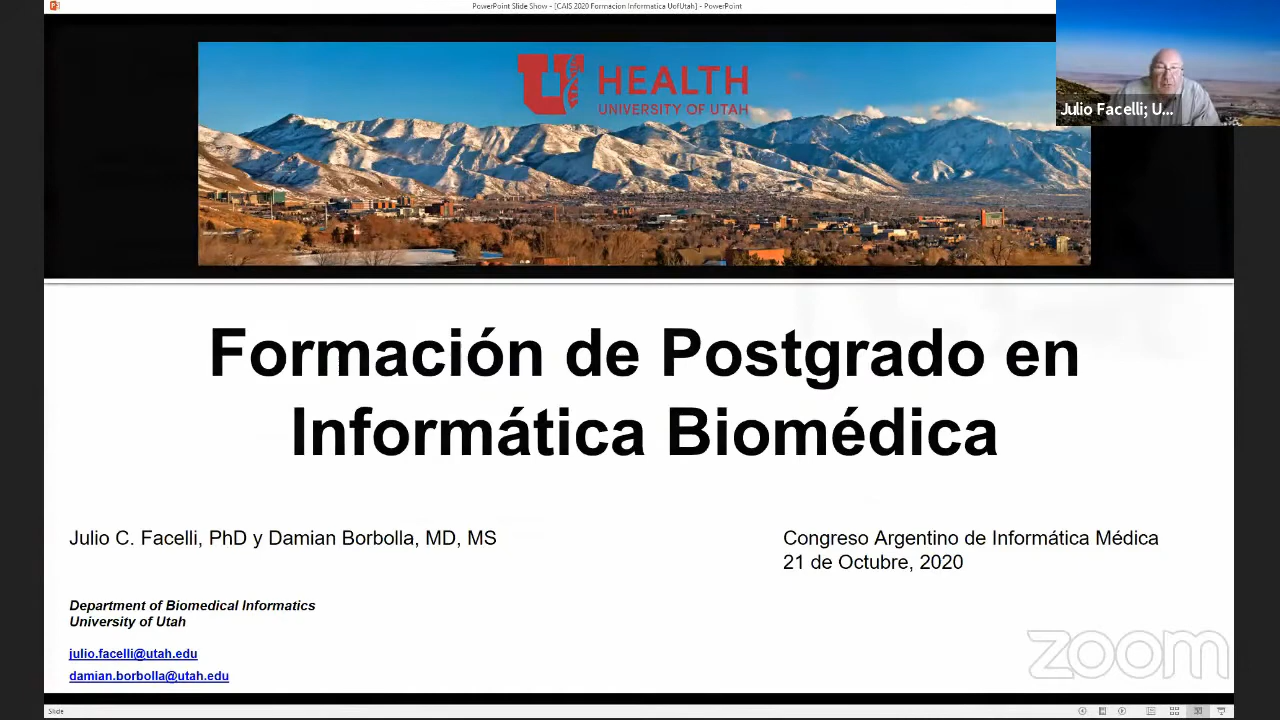 PowerPoint Slide Show - [CAIS 2020 Formacion Informatica UofUtah] - PowerPoint
U HEALTH
UNIVERSITY OF UTAH
Julio Facelli; U...
Formación de Postgrado en
Informática Biomédica
Julio C. Facelli, PhD y Damian Borbolla, MD, MS
Congreso Argentino de Informática Médica
21 de Octubre, 2020
Department of Biomedical Informatics
University of Utah
julio.facelli@utah.edu
damian.borbolla@utah.edu
zoom
Slide